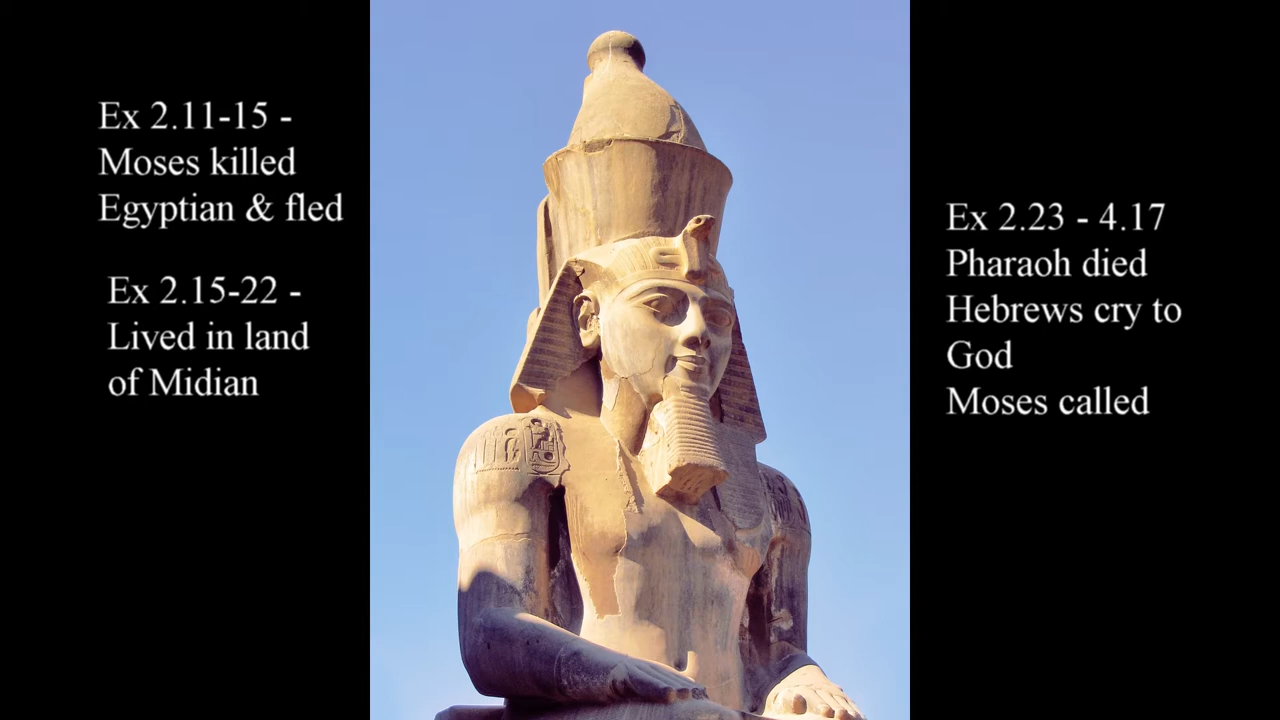 Ex 2.11-15 -
Moses killed
Egyptian & fled
Ex 2.15-22 -
Lived in land
of Midian
Ex 2.23 - 4.17
Pharaoh died
Hebrews cry to
God
Moses called